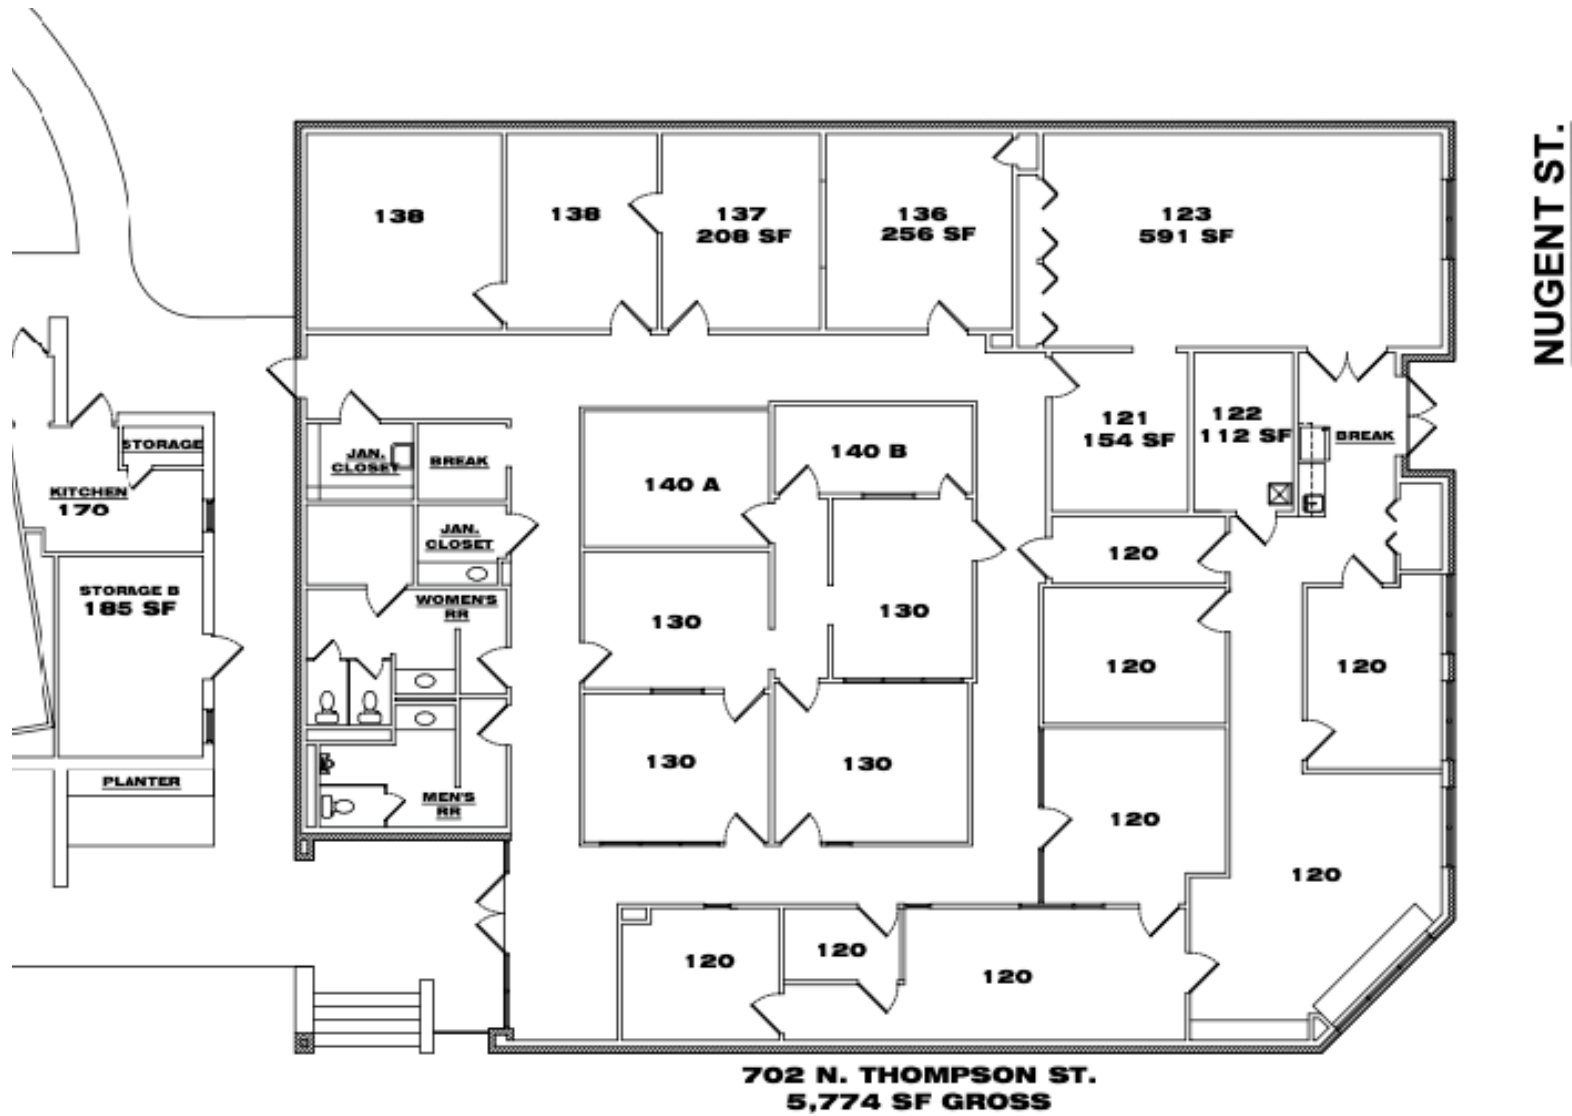 NUGENT ST.
138
138
137
208 SF
136
256 SF
123
591 SF
STORAGE
KITCHEN
170
STORAGE B
185 SF
PLANTER
JAN.
CLOSET
BREAK
JAN.
CLOSET
WOMEN'S
RR
MEN'S
RR
140 A
140 B
130
130
130
130
121
154 SF
122
112 SF
BREAK
120
120
120
120
120
120
120
120
702 N. THOMPSON ST.
5,774 SF GROSS